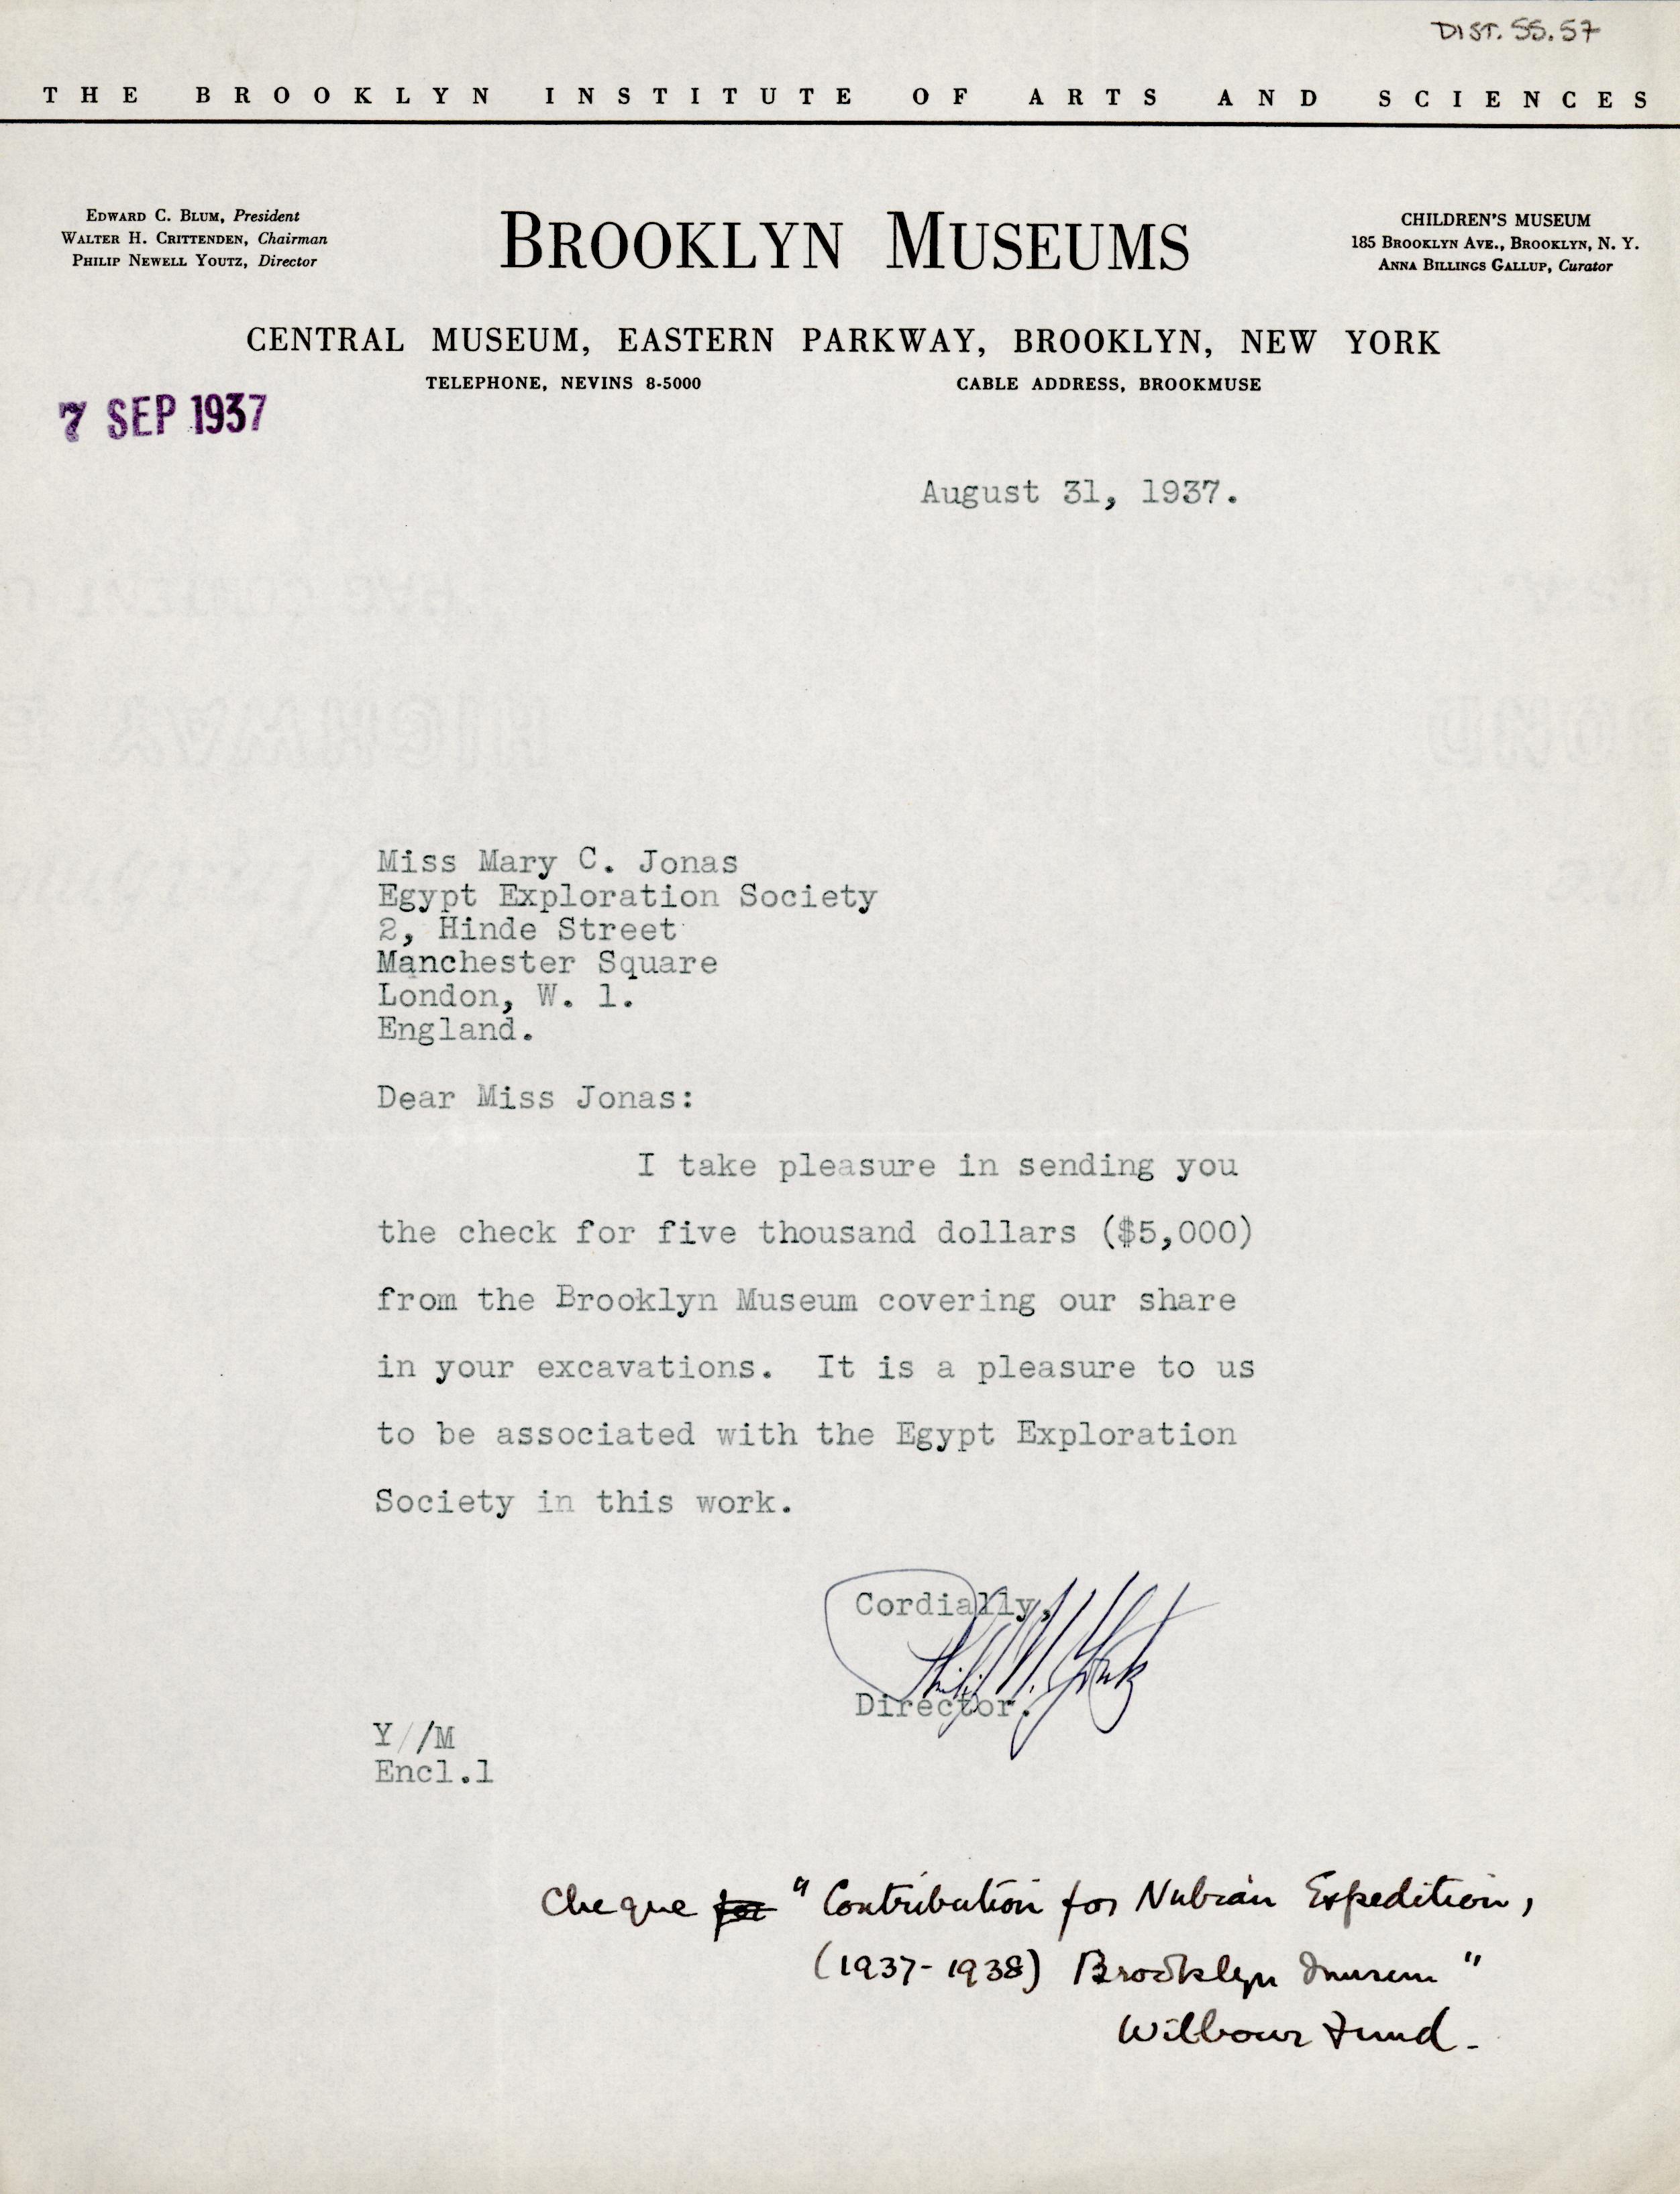 DIST. 55.57
THE BROOKLYN INSTITUTE OF ARTS AND SCIENCES
EDWARD C. BLUM, President
WALTER H. CRITTENDEN, Chairman
PHILIP NEWELL YOUTZ, Director
BROOKLYN MUSEUMS
CHILDREN'S MUSEUM
185 BROOKLYN AVE., BROOKLYN, N. Y.
ANNA BILLINGS GALLUP, Curator
CENTRAL MUSEUM, EASTERN PARKWAY, BROOKLYN, NEW YORK
TELEPHONE, NEVINS 8-5000 CABLE ADDRESS, BROOKMUSE
7 SEP 1937
August 31, 1937.
Miss Mary C. Jonas
Egypt Exploration Society
2, Hinde Street
Manchester Square
London, W. 1.
England.
Dear Miss Jonas:
I take pleasure in sending you
the check for five thousand dollars ($5,000)
from the Brooklyn Museum covering our share
in your excavations. It is a pleasure to us
to be associated with the Egypt Exploration
Society in this work.
Cordially,
Philip N. Youtz
Director.
Y//M
Encl.1
Cheque for "Contribution for Nubian Expedition,
(1937-1938) Brooklyn Museum"
Wilbour Fund.